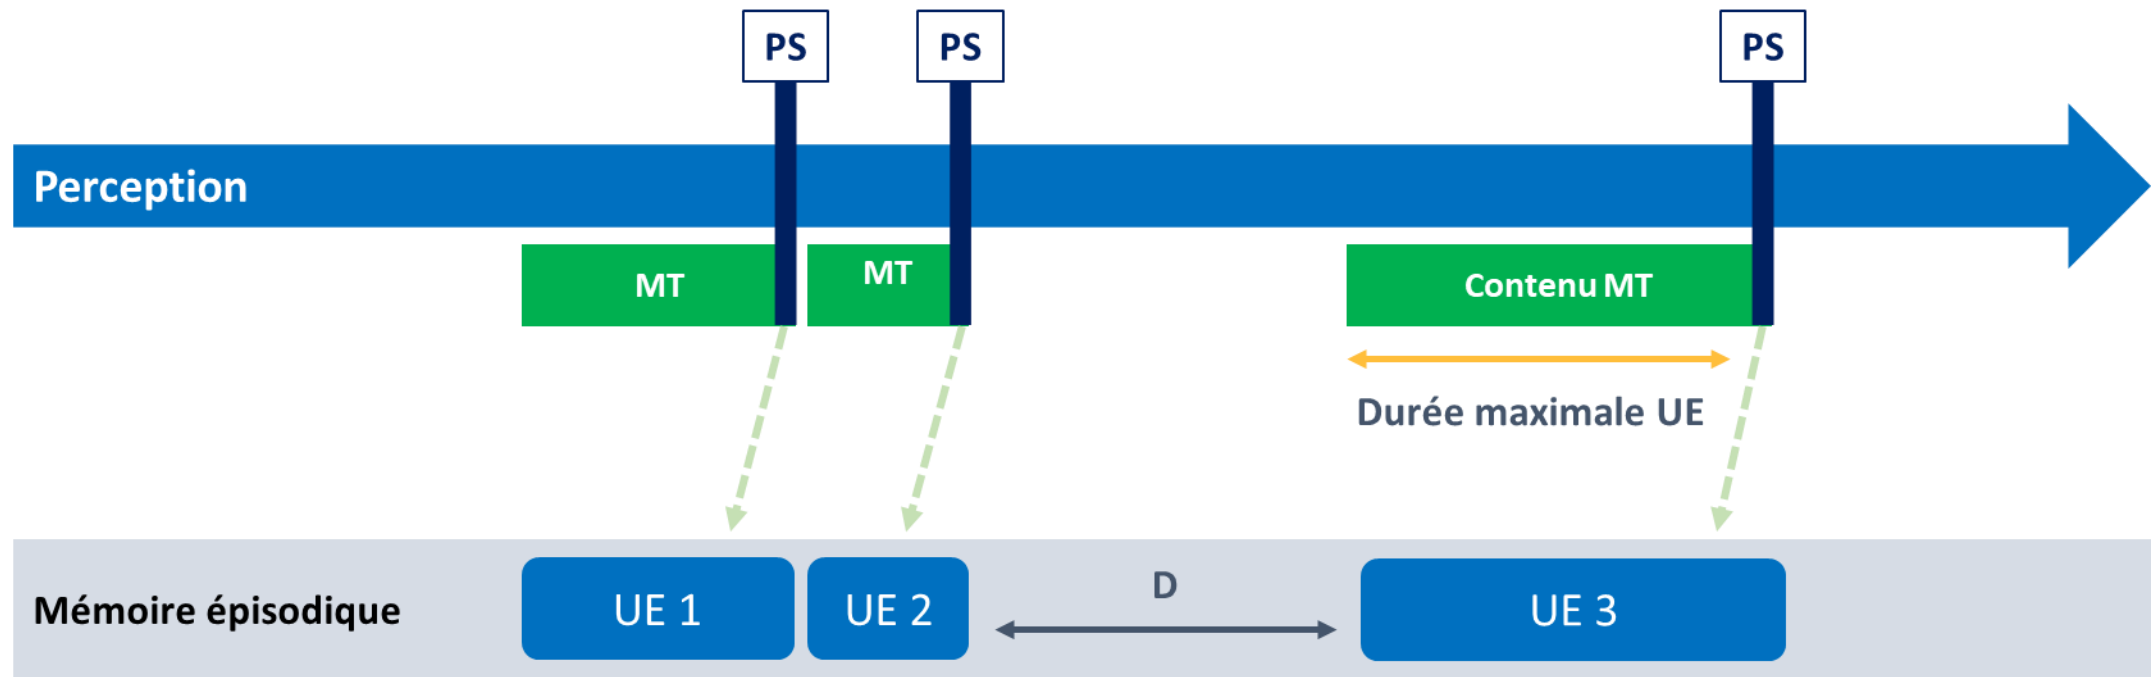 PS
PS
PS
Perception
MT
MT
Contenu MT
Durée maximale UE
D
Mémoire épisodique
UE 1
UE 2
UE 3